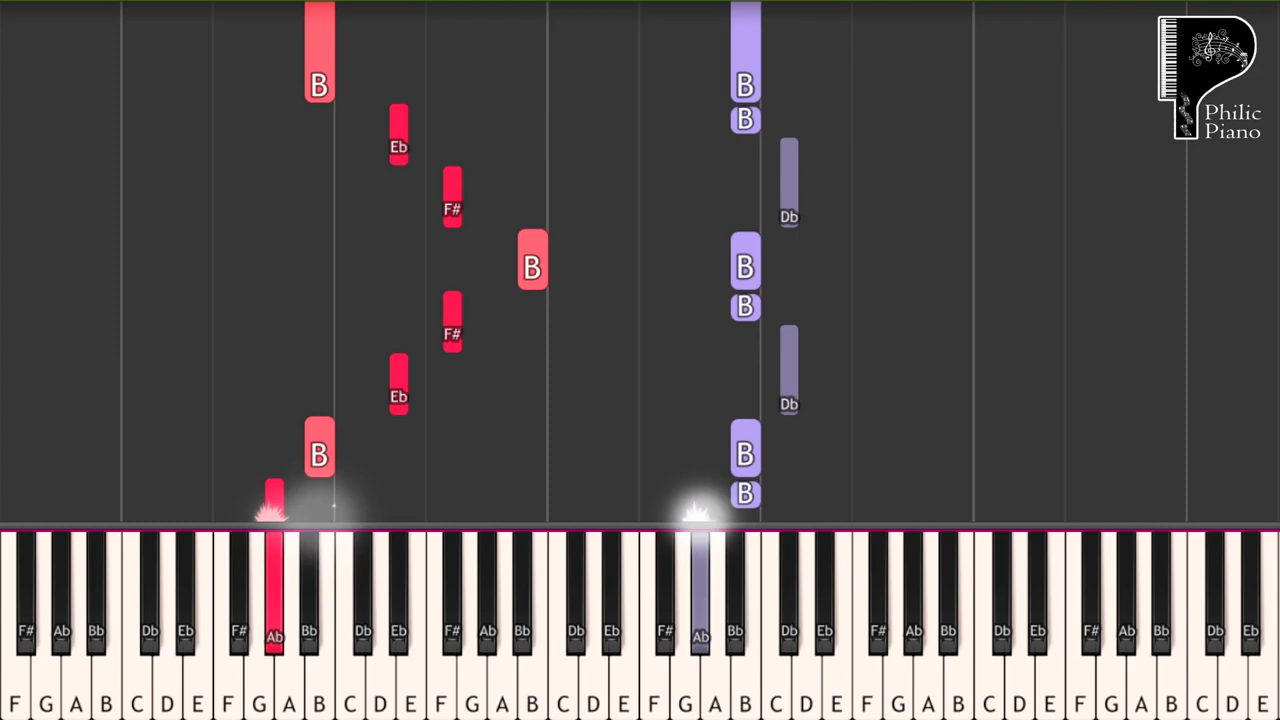 B B
B
Eb
Philic
Piano
F# Db
B B
F# B
Eb Db
B B
B
F# Ab Bb Db Eb F# Ab Bb Db Eb F# Ab Bb Db Eb F# Ab Bb Db Eb F# Ab Bb Db Eb F# Ab Bb Db Eb
F G A B C D E F G A B C D E F G A B C D E F G A B C D E F G A B C D E F G A B C D E